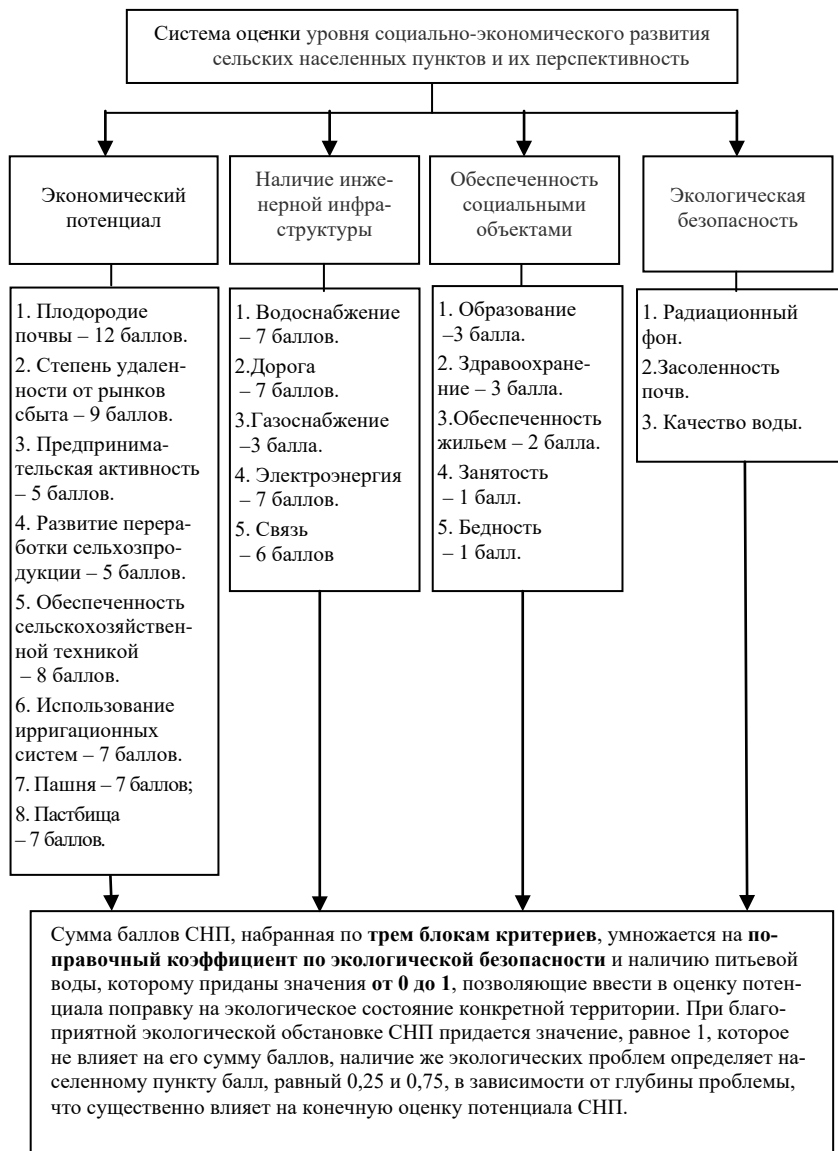 Система оценки уровня социально-экономического развития
сельских населенных пунктов и их перспективность
Экономический
потенциал
Наличие инже-
нерной инфра-
структуры
Обеспеченность
социальными
объектами
Экологическая
безопасность
1. Плодородие
почвы – 12 баллов.
2. Степень удален-
ности от рынков
сбыта – 9 баллов.
3. Предпринима-
тельская активность
– 5 баллов.
4. Развитие перера-
ботки сельхозпро-
дукции – 5 баллов.
5. Обеспеченность
сельскохозяйствен-
ной техникой
– 8 баллов.
6. Использование
ирригационных
систем – 7 баллов.
7. Пашня – 7 баллов;
8. Пастбища
– 7 баллов.
1. Водоснабжение
– 7 баллов.
2.Дорога
– 7 баллов.
3.Газоснабжение
–3 балла.
4. Электроэнергия
– 7 баллов.
5. Связь
– 6 баллов
1. Образование
–3 балла.
2. Здравоохране-
ние – 3 балла.
3.Обеспеченность
жильем – 2 балла.
4. Занятость
– 1 балл.
5. Бедность
– 1 балл.
1. Радиационный
фон.
2.Засоленность
почв.
3. Качество воды.
Сумма баллов СНП, набранная по трем блокам критериев, умножается на по-
правочный коэффициент по экологической безопасности и наличию питьевой
воды, которому приданы значения от 0 до 1, позволяющие ввести в оценку потен-
циала поправку на экологическое состояние конкретной территории. При благо-
приятной экологической обстановке СНП придается значение, равное 1, которое
не влияет на его сумму баллов, наличие же экологических проблем определяет на-
селенному пункту балл, равный 0,25 и 0,75, в зависимости от глубины проблемы,
что существенно влияет на конечную оценку потенциала СНП.